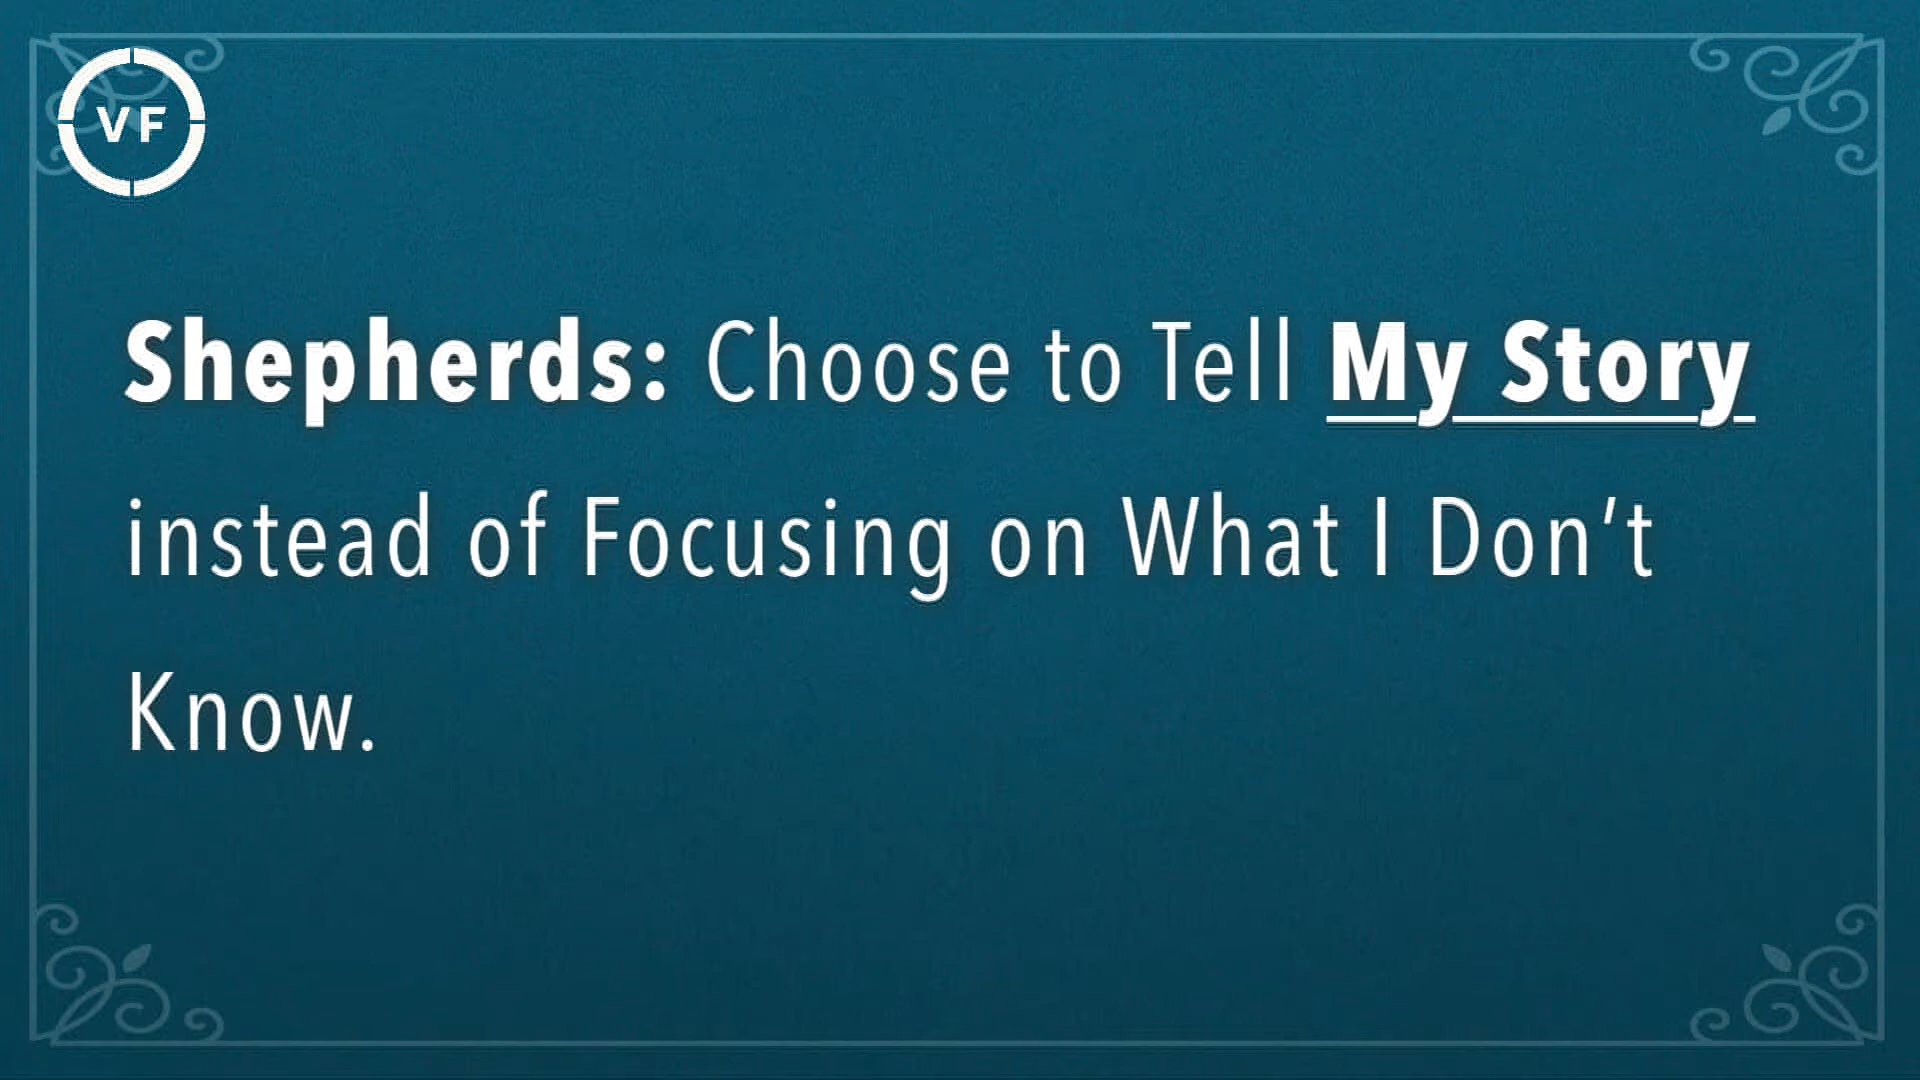 VF
Shepherds: Choose to Tell My Story
instead of Focusing on What I Don’t
Know.